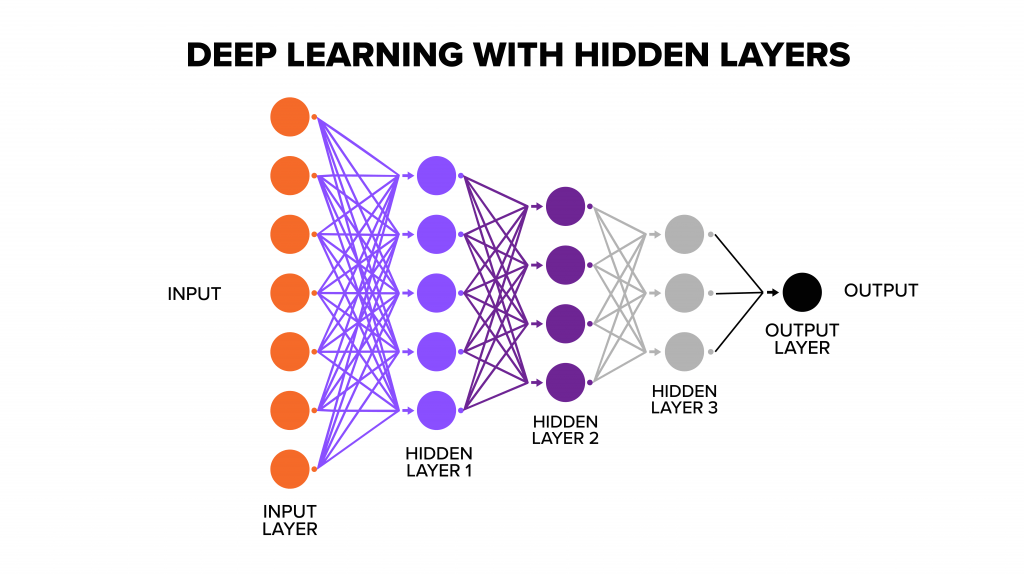 DEEP LEARNING WITH HIDDEN LAYERS
INPUT
INPUT
LAYER
HIDDEN
LAYER 1
HIDDEN
LAYER 2
HIDDEN
LAYER 3
OUTPUT
LAYER
OUTPUT